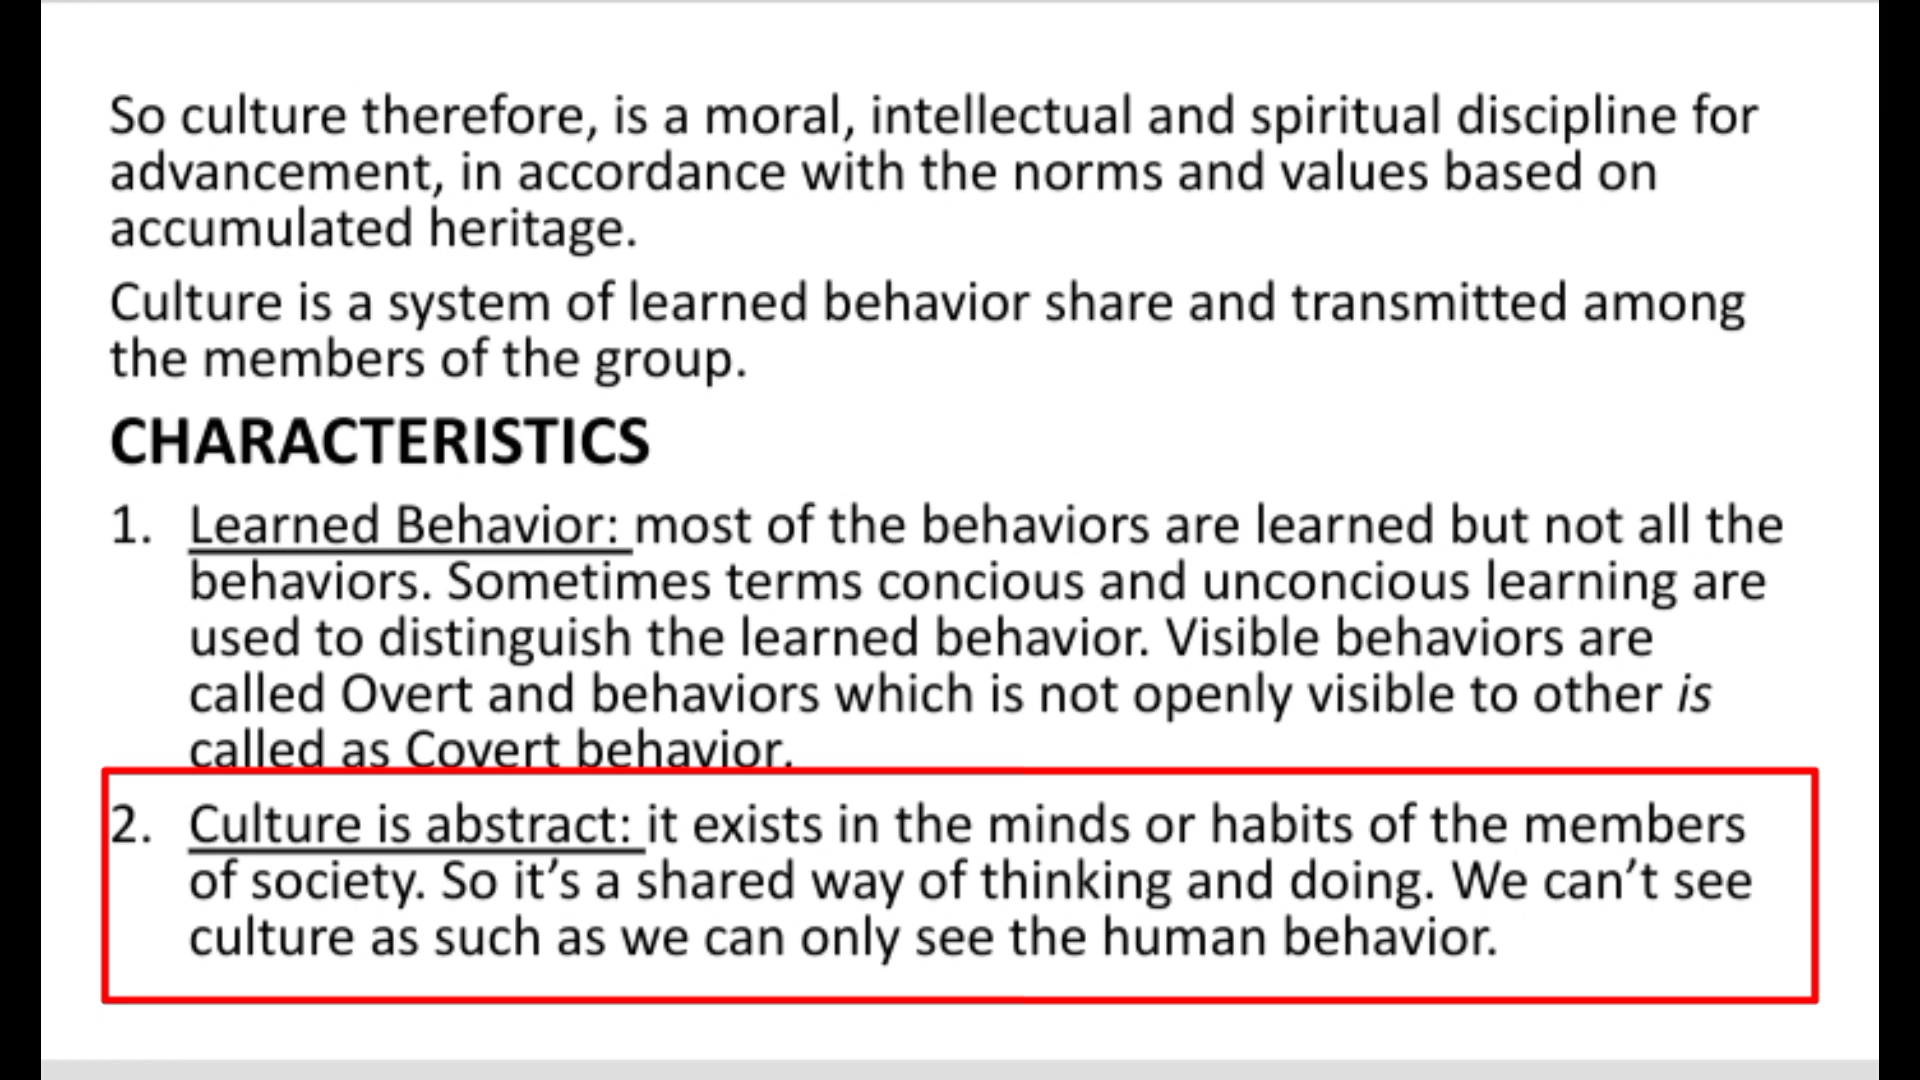 So culture therefore, is a moral, intellectual and spiritual discipline for
advancement, in accordance with the norms and values based on
accumulated heritage.
Culture is a system of learned behavior share and transmitted among
the members of the group.
CHARACTERISTICS
1. Learned Behavior: most of the behaviors are learned but not all the
behaviors. Sometimes terms concious and unconcious learning are
used to distinguish the learned behavior. Visible behaviors are
called Overt and behaviors which is not openly visible to other is
called as Covert behavior.
2. Culture is abstract: it exists in the minds or habits of the members
of society. So it’s a shared way of thinking and doing. We can’t see
culture as such as we can only see the human behavior.